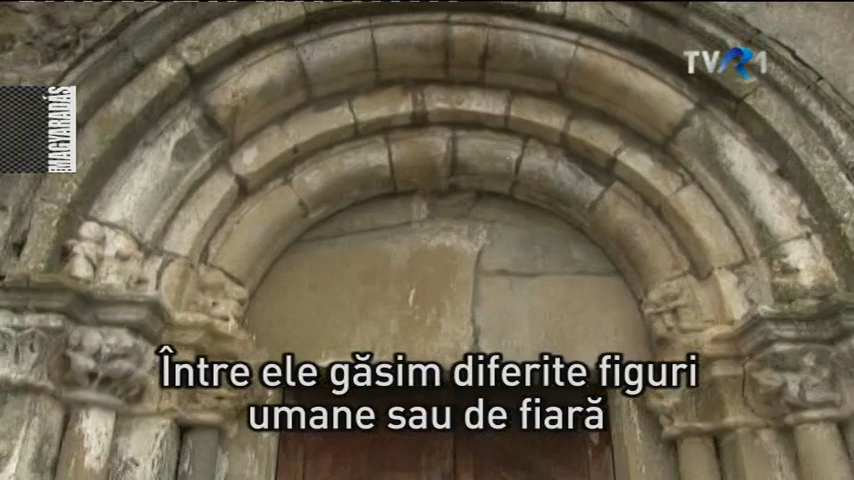 TVR1
MAGYARADÁS
Între ele găsim diferite figuri
umane sau de fiară